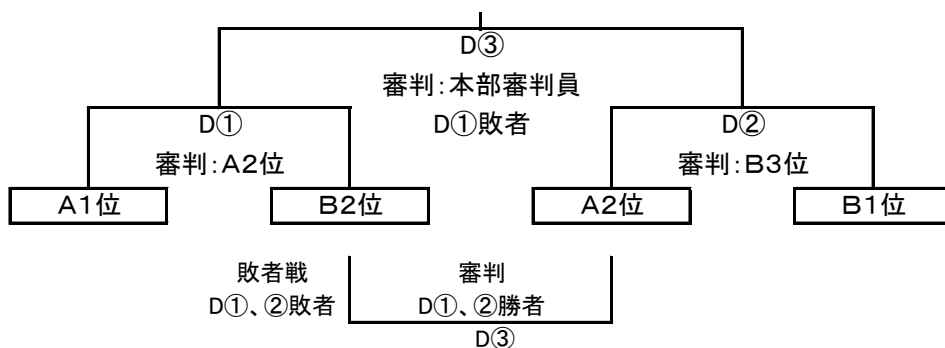 D③
審判：本部審判員
D①敗者
D①
審判：A2位
D②
審判：B3位
A1位
B2位
A2位
B1位
敗者戦
D①、②敗者
審判
D①、②勝者
D③